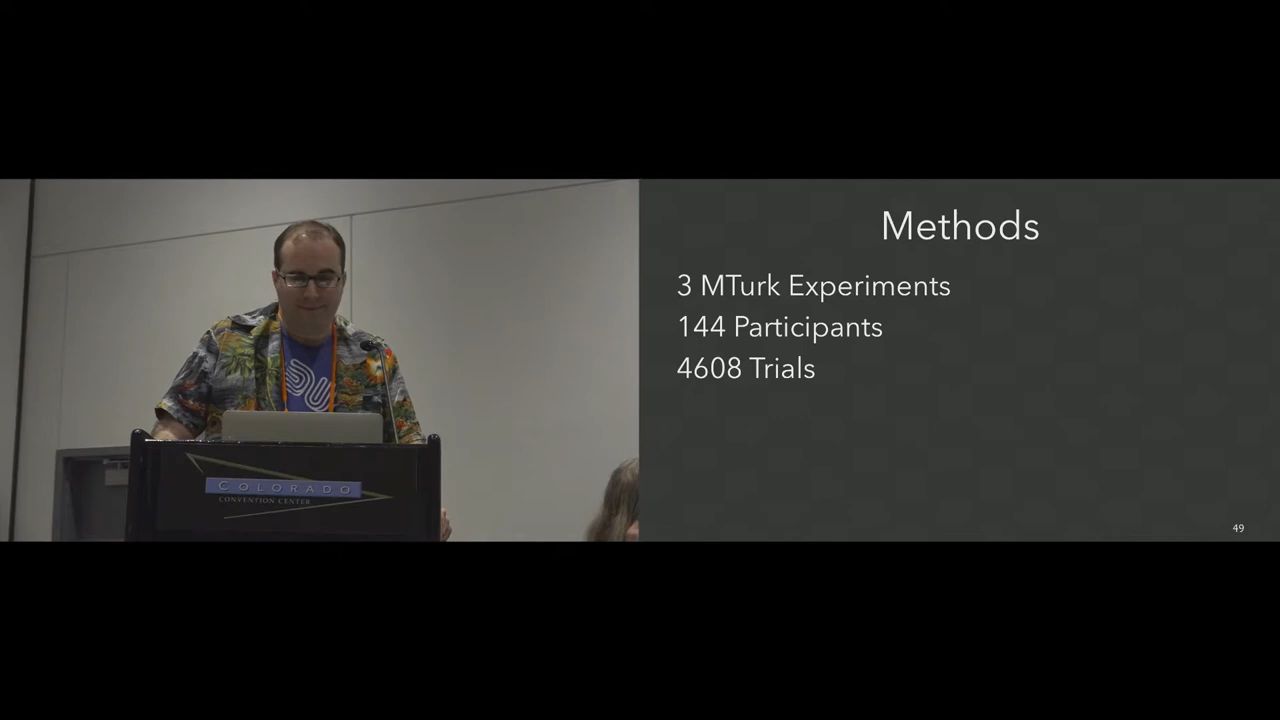 COLORADO
CONVENTION CENTER
Methods
3 MTurk Experiments
144 Participants
4608 Trials
49